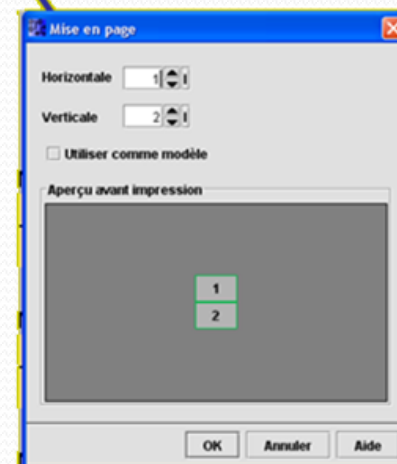 Mise en page
Horizontale 1
Verticale 2
Utiliser comme modèle
Aperçu avant impression
1
2
OK Annuler Aide